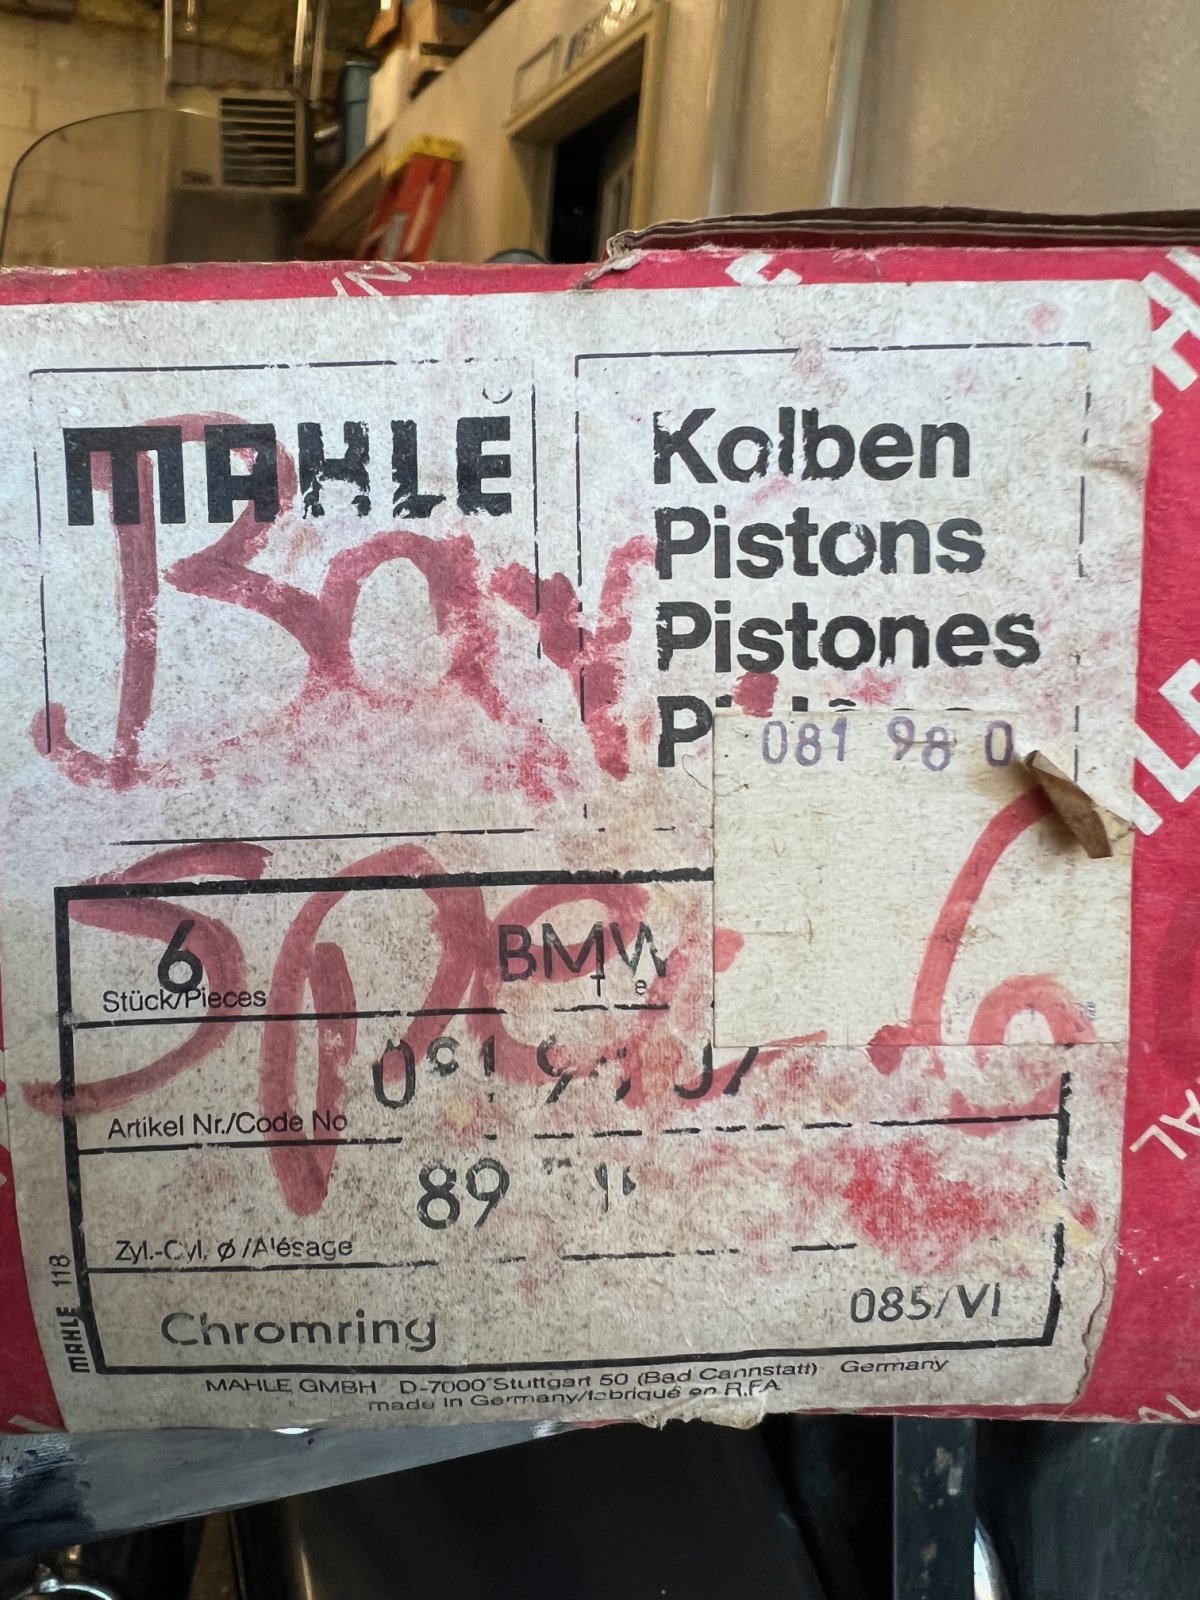 MAHLE
Kolben
Pistons
Pistones
081 98 0
6
Stück/Pieces
BMW
Artikel Nr./Code No
89
Zyl.-Cyl. ø/Alésage
Chromring
085/VI
MAHLE 118
MAHLE GMBH D-7000 Stuttgart 50 (Bad Cannstatt) Germany
made in Germany/fabriqué en R.F.A